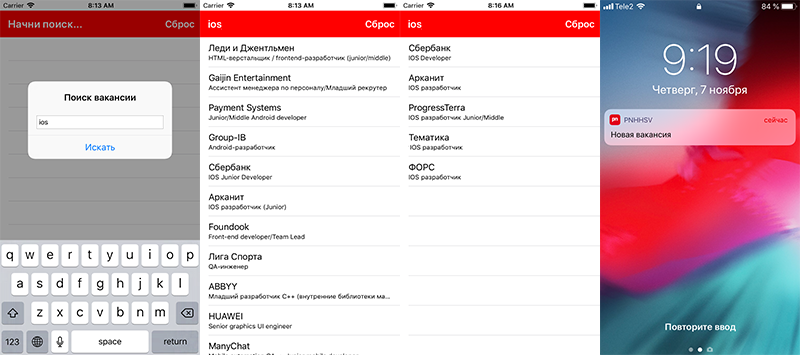 Carrier 8:13 AM
Начни поиск... Сброс
Поиск вакансии
ios
Искать
q w e r t y u i o p
a s d f g h j k l
z x c v b n m
123 space return
Carrier 8:13 AM
ios Сброс
Леди и Джентльмен
HTML-верстальщик / frontend-разработчик (junior/middle)
Gaijin Entertainment
Ассистент менеджера по персоналу/Младший рекрутер
Payment Systems
Junior/Middle Android developer
Group-IB
Android-разработчик
Сбербанк
IOS Junior Developer
Арканит
IOS разработчик (Junior)
Foundook
Front-end developer/Team Lead
Лига Спорта
QA-инженер
ABBYY
Младший разработчик С++ (внутренние библиотеки ма...
HUAWEI
Senior graphics UI engineer
ManyChat
Carrier 8:16 AM
ios Сброс
Сбербанк
IOS Developer
Арканит
IOS разработчик
ProgressTerra
IOS разработчик Junior/Middle
Тематика
IOS разработчик
ФОРС
IOS разработчик
Tele2 84 %
9:19
Четверг, 7 ноября
pn PNHHSV сейчас
Новая вакансия
Повторите ввод